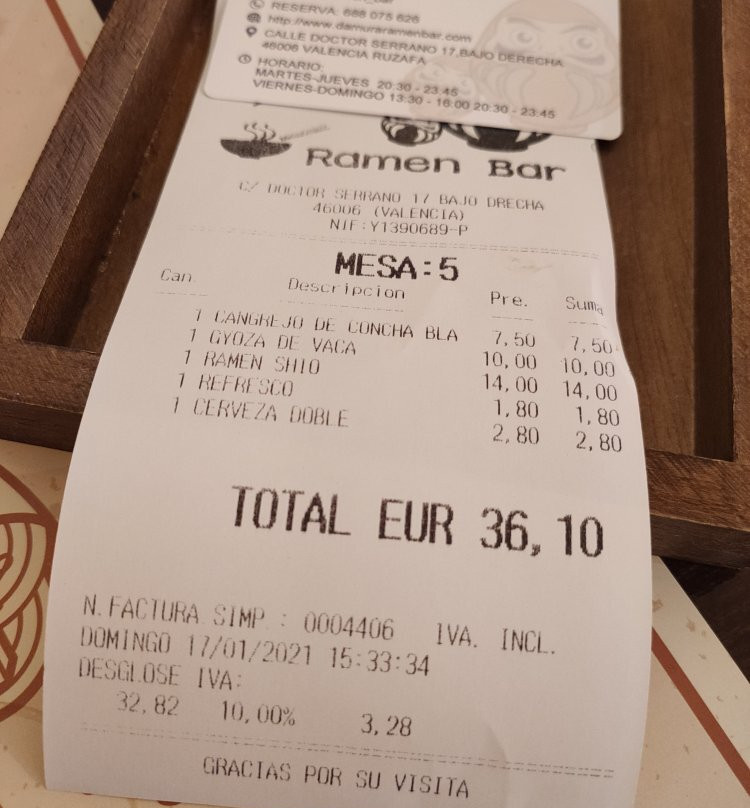 RESERVA: 688 075 626
http://www.damuraramenbar.com
CALLE DOCTOR SERRANO 17,BAJO DERECHA
46006 VALENCIA RUZAFA
HORARIO:
MARTES-JUEVES 20:30 - 23:45
VIERNES-DOMINGO 13:30 - 16:00 20:30 - 23:45
Ramen Bar
C/ DOCTOR SERRANO 17 BAJO DRECHA
46006 (VALENCIA)
NIF:Y1390689-P
MESA:5
Can Descripcion Pre. Suma
1 CANGREJO DE CONCHA BLA 7,50 7,50
1 GYOZA DE VACA 10,00 10,00
1 RAMEN SHIO 14,00 14,00
1 REFRESCO 1,80 1,80
1 CERVEZA DOBLE 2,80 2,80
TOTAL EUR 36,10
N.FACTURA SIMP : 0004406 IVA. INCL.
DOMINGO 17/01/2021 15:33:34
DESGLOSE IVA:
32,82 10,00% 3,28
GRACIAS POR SU VISITA